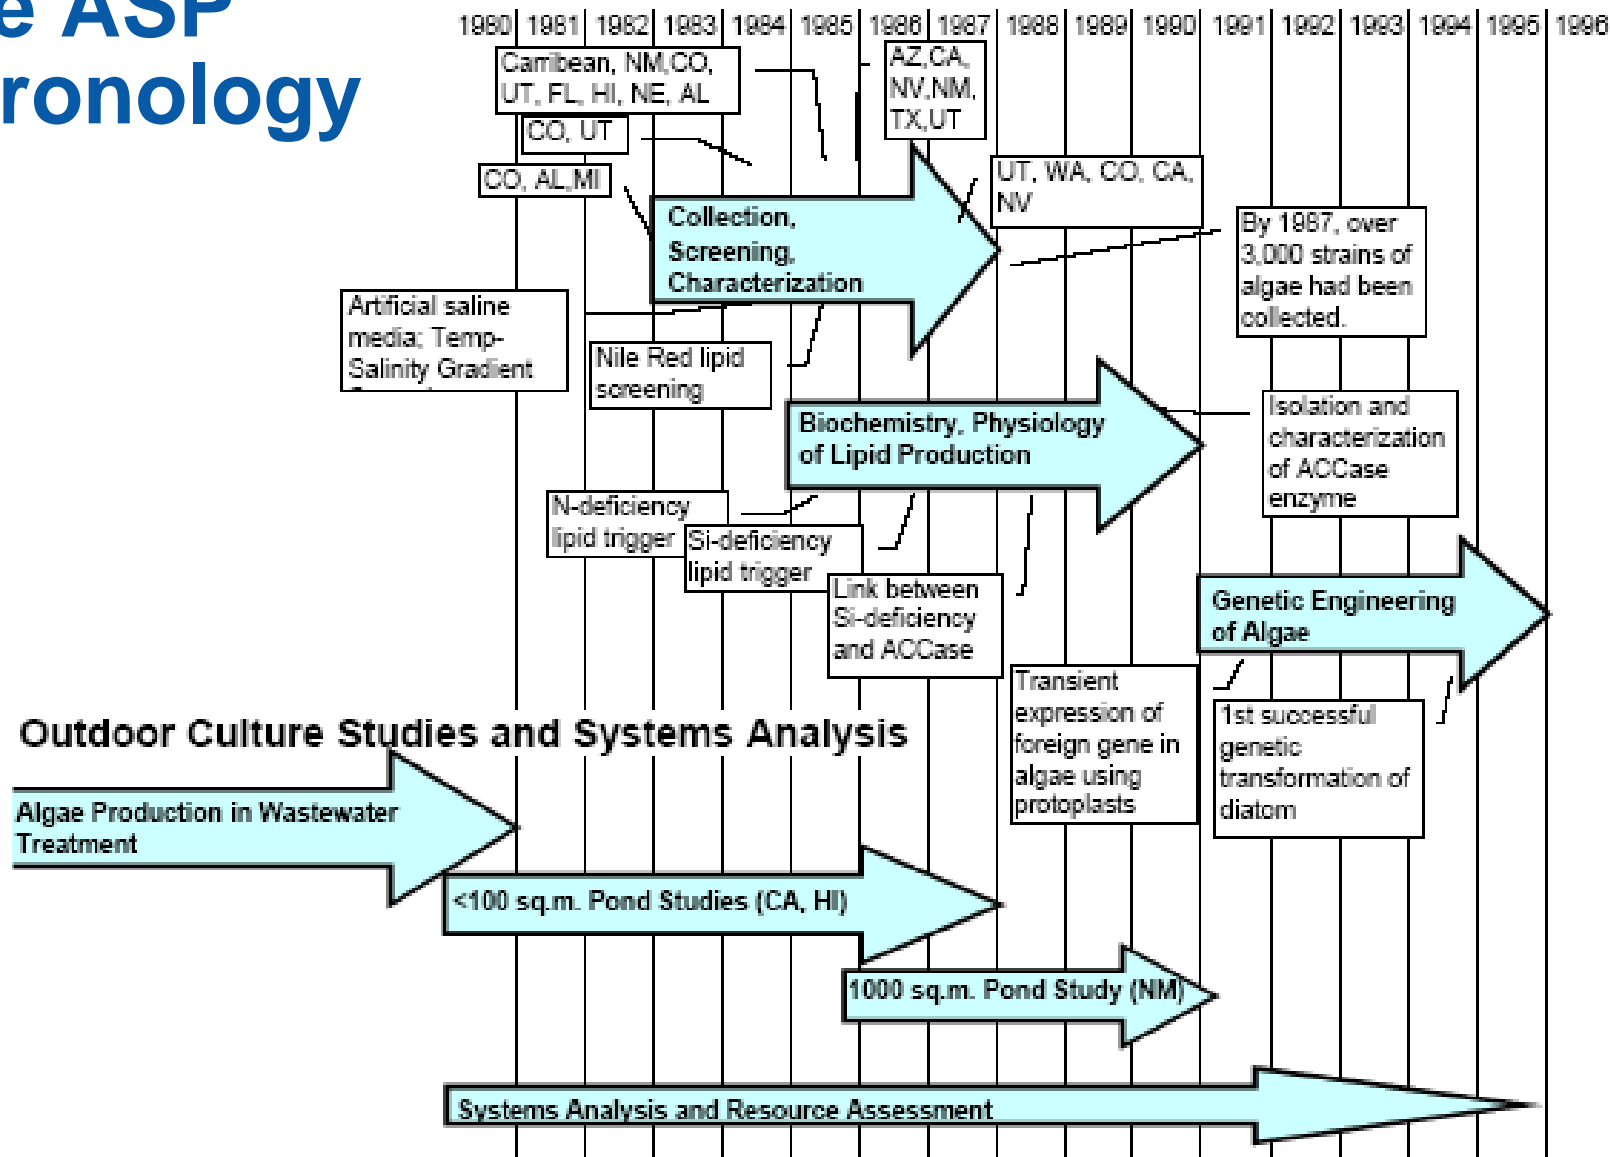 e ASP
ronology
1980 1981 1982 1983 1984 1985 1986 1987 1988 1989 1990 1991 1992 1993 1994 1995 1996
Carribean, NM,CO,
UT, FL, HI, NE, AL
CO, UT
CO, AL,MI
AZ,CA,
NV,NM,
TX,UT
UT, WA, CO, CA,
NV
Collection,
Screening,
Characterization
By 1987, over
3,000 strains of
algae had been
collected.
Artificial saline
media; Temp-
Salinity Gradient
Nile Red lipid
screening
Biochemistry, Physiology
of Lipid Production
Isolation and
characterization
of ACCase
enzyme
N-deficiency
lipid trigger
Si-deficiency
lipid trigger
Link between
Si-deficiency
and ACCase
Genetic Engineering
of Algae
Transient
expression of
foreign gene in
algae using
protoplasts
1st successful
genetic
transformation of
diatom
Outdoor Culture Studies and Systems Analysis
Algae Production in Wastewater
Treatment
<100 sq.m. Pond Studies (CA, HI)
1000 sq.m. Pond Study (NM)
Systems Analysis and Resource Assessment